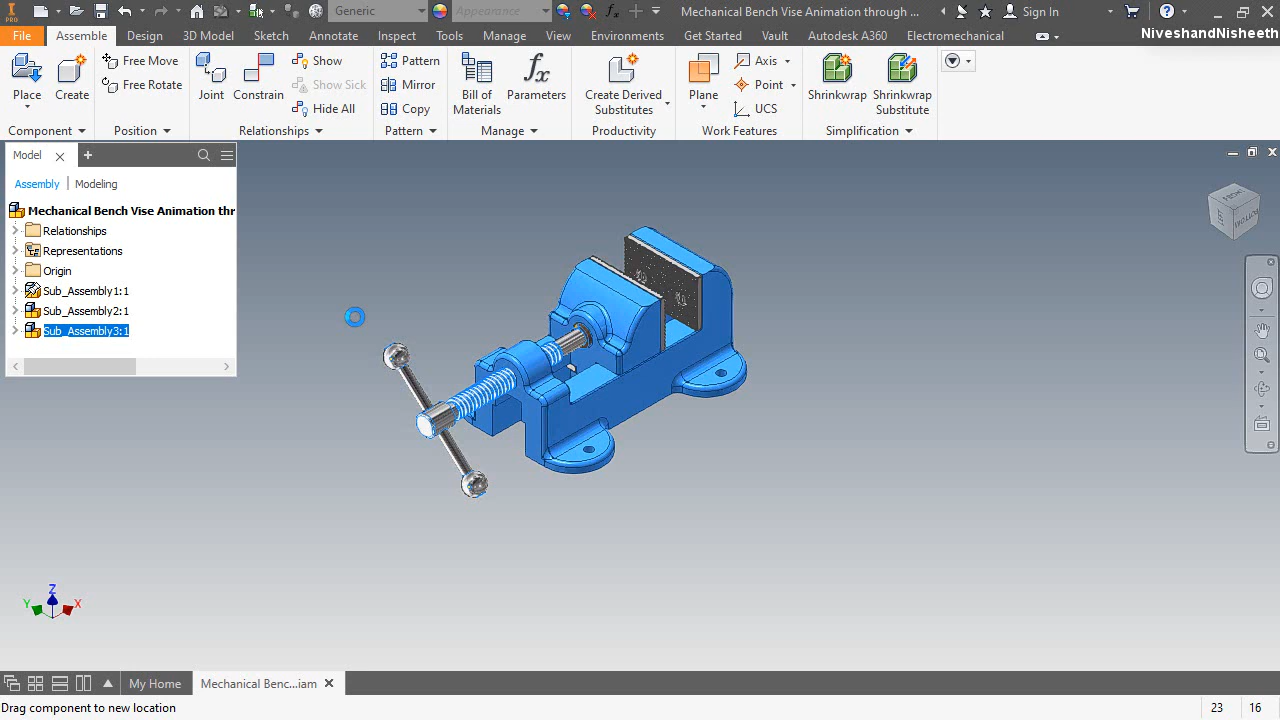 PRO
Generic
Appearance
Mechanical Bench Vise Animation through ...
Sign In
File
Assemble
Design
3D Model
Sketch
Annotate
Inspect
Tools
Manage
View
Environments
Get Started
Vault
Autodesk A360
Electromechanical
NiveshandNisheeth
Place
Create
Free Move
Free Rotate
Joint
Constrain
Show
Show Sick
Hide All
Pattern
Mirror
Copy
Bill of
Materials
fx
Parameters
Create Derived
Substitutes
Plane
Axis
Point
UCS
Shrinkwrap
Shrinkwrap
Substitute
Component
Position
Relationships
Pattern
Manage
Productivity
Work Features
Simplification
Model
Assembly
Modeling
Mechanical Bench Vise Animation thr
Relationships
Representations
Origin
Sub_Assembly1:1
Sub_Assembly2:1
Sub_Assembly3:1
FRONT
BOTTOM
Z
Y
X
My Home
Mechanical Benc...iam
Drag component to new location
23
16